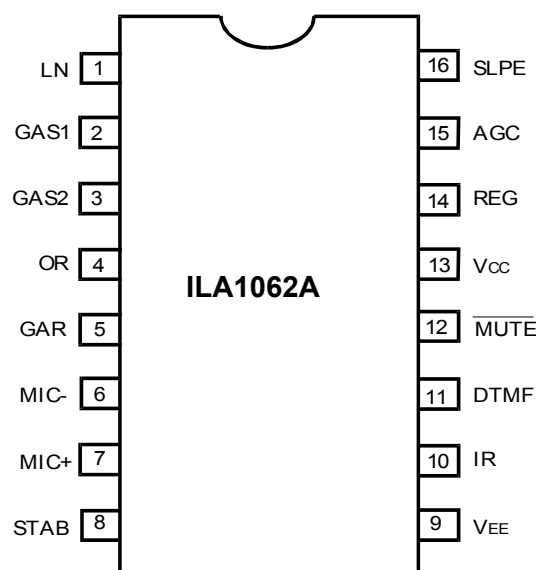 LN 1 16 SLPE
GAS1 2 15 AGC
GAS2 3 14 REG
OR 4 13 VCC
ILA1062A
GAR 5 12 MUTE
MIC- 6 11 DTMF
MIC+ 7 10 IR
STAB 8 9 VEE